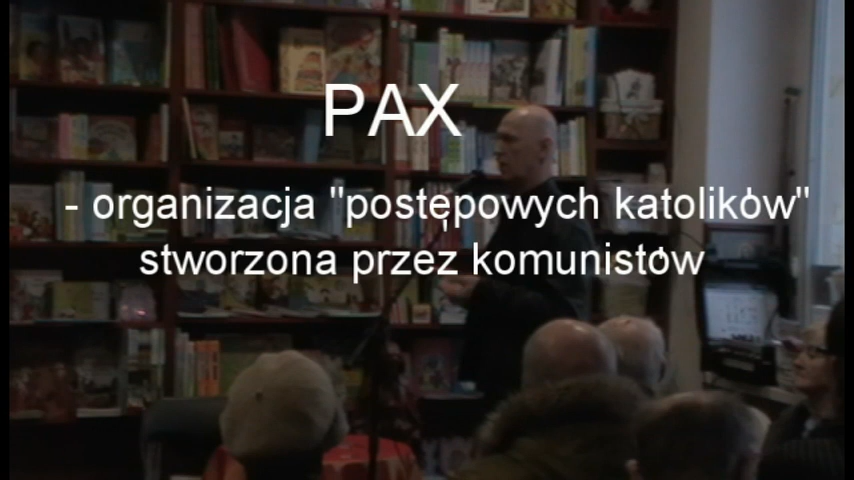 PAX
- organizacja "postępowych katolików"
stworzona przez komunistów